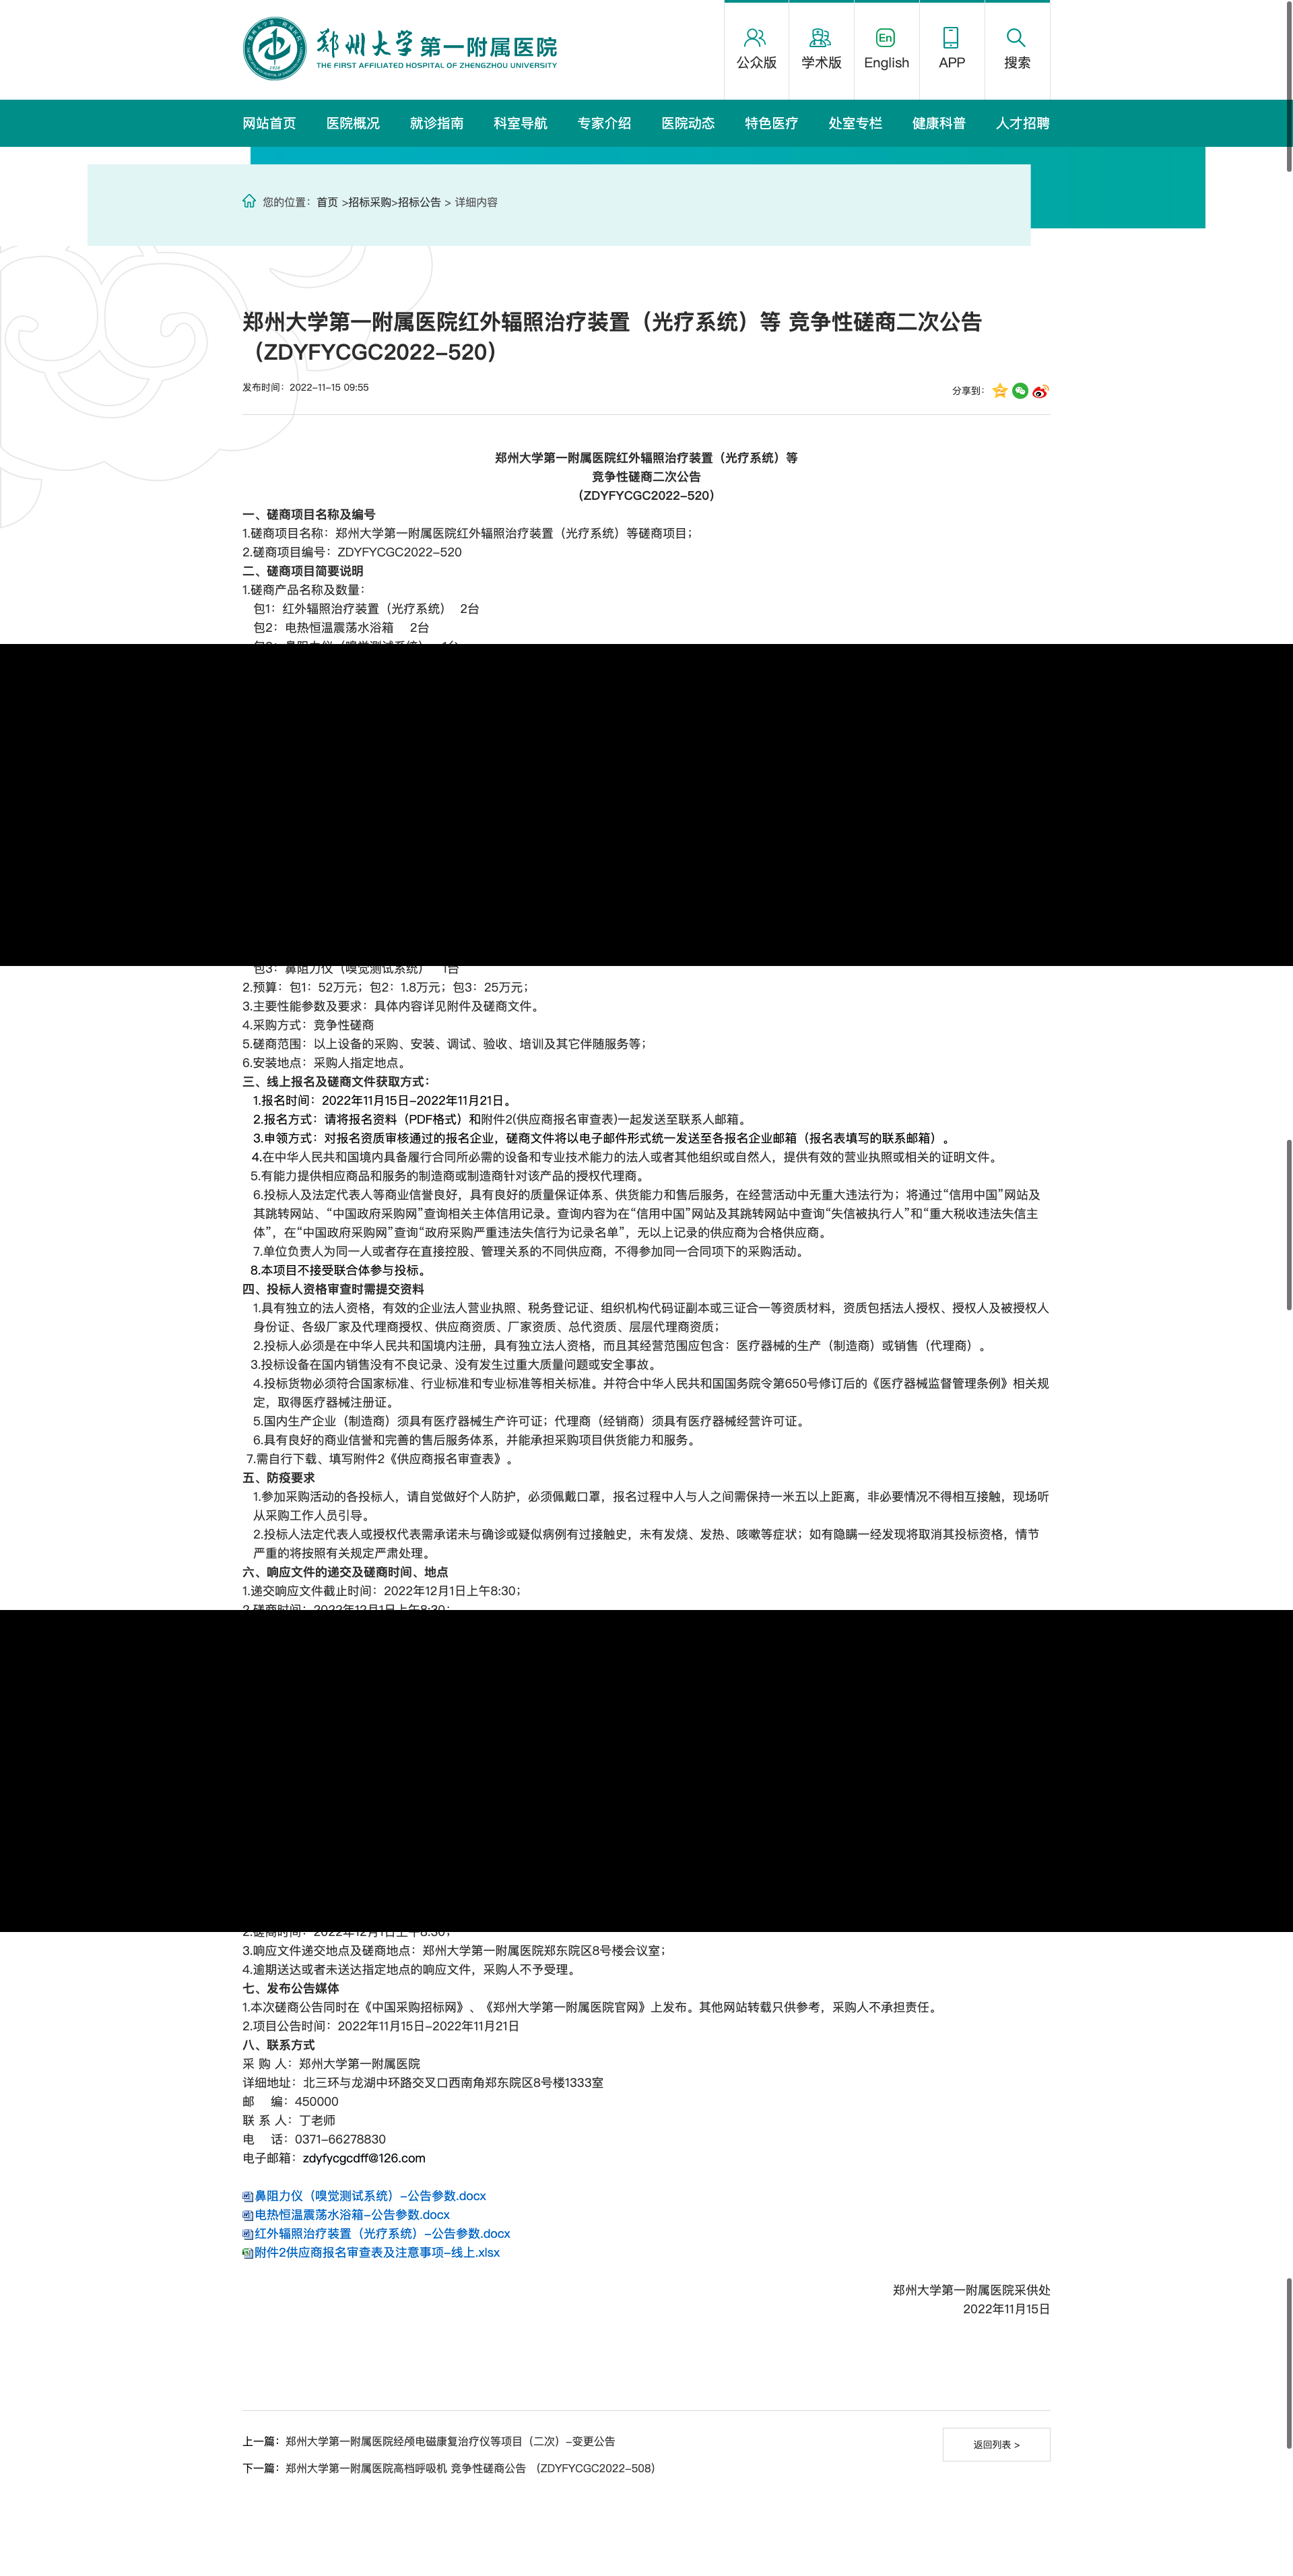 郑州大学第一附属医院
THE FIRST AFFILIATED HOSPITAL OF ZHENGZHOU UNIVERSITY
公众版
学术版
En
English
APP
搜索
网站首页 医院概况 就诊指南 科室导航 专家介绍 医院动态 特色医疗 处室专栏 健康科普 人才招聘
您的位置：首页 >招标采购>招标公告 > 详细内容
郑州大学第一附属医院红外辐照治疗装置（光疗系统）等 竞争性磋商二次公告
（ZDYFYCGC2022-520）
发布时间：2022-11-15 09:55
分享到：
郑州大学第一附属医院红外辐照治疗装置（光疗系统）等
竞争性磋商二次公告
（ZDYFYCGC2022-520）
一、磋商项目名称及编号
1.磋商项目名称：郑州大学第一附属医院红外辐照治疗装置（光疗系统）等磋商项目；
2.磋商项目编号：ZDYFYCGC2022-520
二、磋商项目简要说明
1.磋商产品名称及数量：
包1：红外辐照治疗装置（光疗系统） 2台
包2：电热恒温震荡水浴箱 2台
包3：鼻阻力仪（嗅觉测试系统） 1台
包3：鼻阻力仪（嗅觉测试系统） 1台
2.预算：包1：52万元；包2：1.8万元；包3：25万元；
3.主要性能参数及要求：具体内容详见附件及磋商文件。
4.采购方式：竞争性磋商
5.磋商范围：以上设备的采购、安装、调试、验收、培训及其它伴随服务等；
6.安装地点：采购人指定地点。
三、线上报名及磋商文件获取方式：
1.报名时间：2022年11月15日-2022年11月21日。
2.报名方式：请将报名资料（PDF格式）和附件2(供应商报名审查表)一起发送至联系人邮箱。
3.申领方式：对报名资质审核通过的报名企业，磋商文件将以电子邮件形式统一发送至各报名企业邮箱（报名表填写的联系邮箱）。
4.在中华人民共和国境内具备履行合同所必需的设备和专业技术能力的法人或者其他组织或自然人，提供有效的营业执照或相关的证明文件。
5.有能力提供相应商品和服务的制造商或制造商针对该产品的授权代理商。
6.投标人及法定代表人等商业信誉良好，具有良好的质量保证体系、供货能力和售后服务，在经营活动中无重大违法行为；将通过“信用中国”网站及
其跳转网站、“中国政府采购网”查询相关主体信用记录。查询内容为在“信用中国”网站及其跳转网站中查询“失信被执行人”和“重大税收违法失信主
体”，在“中国政府采购网”查询“政府采购严重违法失信行为记录名单”，无以上记录的供应商为合格供应商。
7.单位负责人为同一人或者存在直接控股、管理关系的不同供应商，不得参加同一合同项下的采购活动。
8.本项目不接受联合体参与投标。
四、投标人资格审查时需提交资料
1.具有独立的法人资格，有效的企业法人营业执照、税务登记证、组织机构代码证副本或三证合一等资质材料，资质包括法人授权、授权人及被授权人
身份证、各级厂家及代理商授权、供应商资质、厂家资质、总代资质、层层代理商资质；
2.投标人必须是在中华人民共和国境内注册，具有独立法人资格，而且其经营范围应包含：医疗器械的生产（制造商）或销售（代理商）。
3.投标设备在国内销售没有不良记录、没有发生过重大质量问题或安全事故。
4.投标货物必须符合国家标准、行业标准和专业标准等相关标准。并符合中华人民共和国国务院令第650号修订后的《医疗器械监督管理条例》相关规
定，取得医疗器械注册证。
5.国内生产企业（制造商）须具有医疗器械生产许可证；代理商（经销商）须具有医疗器械经营许可证。
6.具有良好的商业信誉和完善的售后服务体系，并能承担采购项目供货能力和服务。
7.需自行下载、填写附件2《供应商报名审查表》。
五、防疫要求
1.参加采购活动的各投标人，请自觉做好个人防护，必须佩戴口罩，报名过程中人与人之间需保持一米五以上距离，非必要情况不得相互接触，现场听
从采购工作人员引导。
2.投标人法定代表人或授权代表需承诺未与确诊或疑似病例有过接触史，未有发烧、发热、咳嗽等症状；如有隐瞒一经发现将取消其投标资格，情节
严重的将按照有关规定严肃处理。
六、响应文件的递交及磋商时间、地点
1.递交响应文件截止时间：2022年12月1日上午8:30；
2.磋商时间：2022年12月1日上午8:30；
2.磋商时间：2022年12月1日上午8:30；
3.响应文件递交地点及磋商地点：郑州大学第一附属医院郑东院区8号楼会议室；
4.逾期送达或者未送达指定地点的响应文件，采购人不予受理。
七、发布公告媒体
1.本次磋商公告同时在《中国采购招标网》、《郑州大学第一附属医院官网》上发布。其他网站转载只供参考，采购人不承担责任。
2.项目公告时间：2022年11月15日-2022年11月21日
八、联系方式
采 购 人：郑州大学第一附属医院
详细地址：北三环与龙湖中环路交叉口西南角郑东院区8号楼1333室
邮 编：450000
联 系 人：丁老师
电 话：0371-66278830
电子邮箱：zdyfycgcdff@126.com
鼻阻力仪（嗅觉测试系统）-公告参数.docx
电热恒温震荡水浴箱-公告参数.docx
红外辐照治疗装置（光疗系统）-公告参数.docx
附件2供应商报名审查表及注意事项-线上.xlsx
郑州大学第一附属医院采供处
2022年11月15日
上一篇：郑州大学第一附属医院经颅电磁康复治疗仪等项目（二次）-变更公告
返回列表 >
下一篇：郑州大学第一附属医院高档呼吸机 竞争性磋商公告 （ZDYFYCGC2022-508）